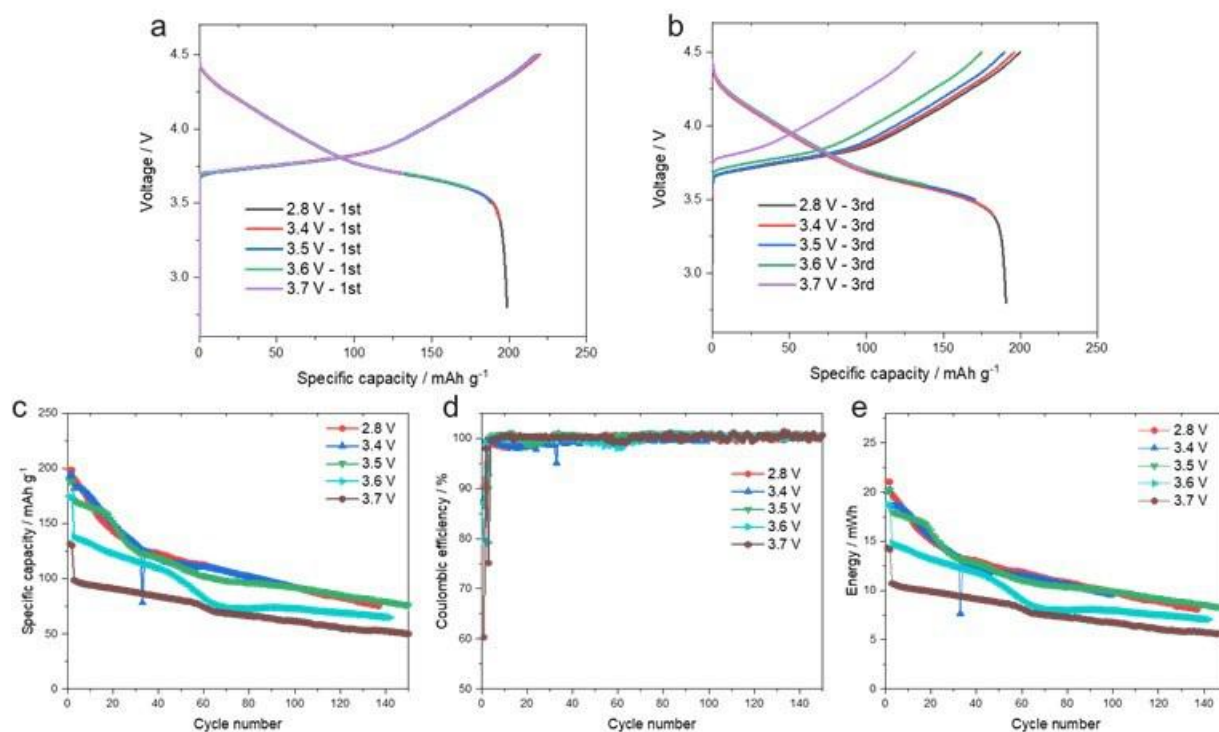 a
4.5
4.0
3.5
3.0
Voltage / V
2.8 V - 1st
3.4 V - 1st
3.5 V - 1st
3.6 V - 1st
3.7 V - 1st
0 50 100 150 200 250
Specific capacity / mAh g⁻¹
b
4.5
4.0
3.5
3.0
Voltage / V
2.8 V - 3rd
3.4 V - 3rd
3.5 V - 3rd
3.6 V - 3rd
3.7 V - 3rd
0 50 100 150 200 250
Specific capacity / mAh g⁻¹
c
250
200
150
100
50
0
Specific capacity / mAh g⁻¹
2.8 V
3.4 V
3.5 V
3.6 V
3.7 V
0 20 40 60 80 100 120 140
Cycle number
d
100
90
80
70
60
50
Coulombic efficiency / %
2.8 V
3.4 V
3.5 V
3.6 V
3.7 V
0 20 40 60 80 100 120 140
Cycle number
e
25
20
15
10
5
0
Energy / mWh
2.8 V
3.4 V
3.5 V
3.6 V
3.7 V
0 20 40 60 80 100 120 140
Cycle number